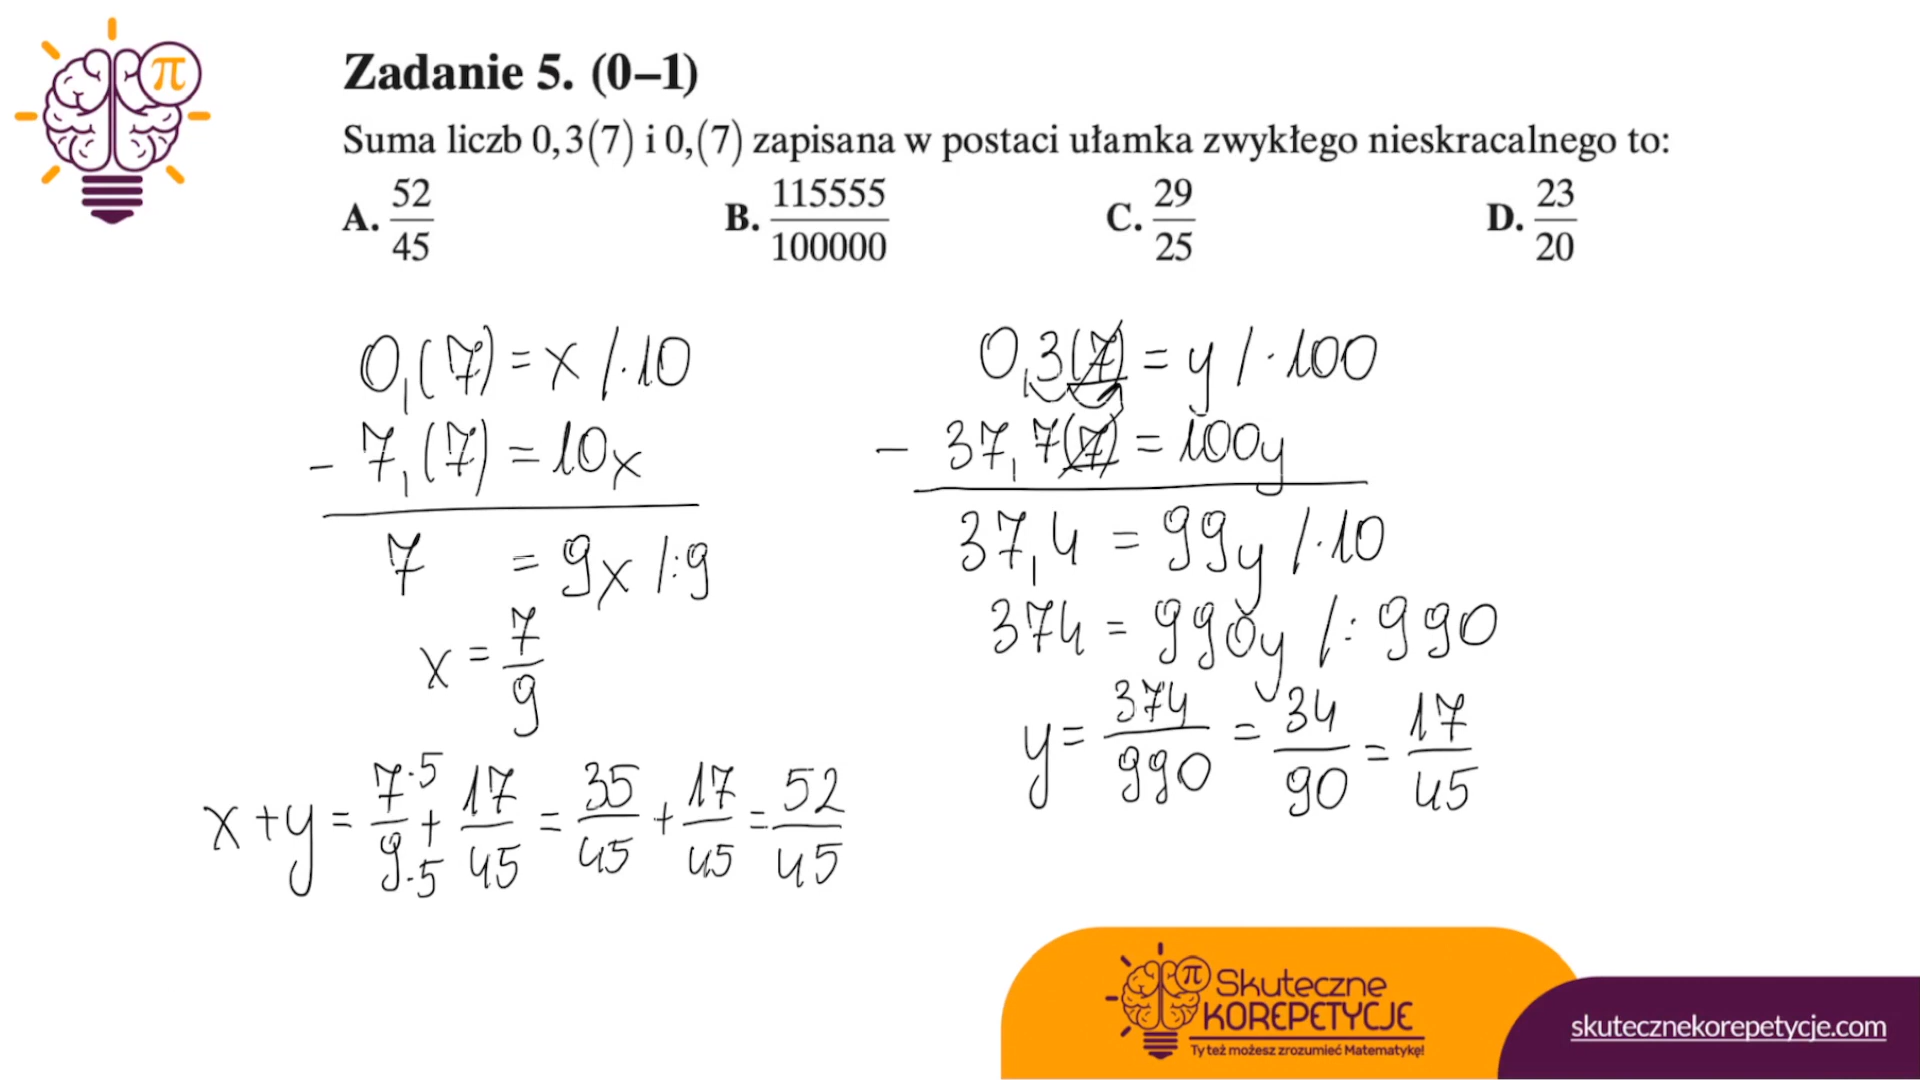 π
Zadanie 5. (0–1)
Suma liczb 0,3(7) i 0,(7) zapisana w postaci ułamka zwykłego nieskracalnego to:
A. 52/45 B. 115555/100000 C. 29/25 D. 23/20
0,(7) = x /·10
- 7,(7) = 10x
7 = 9x /:9
x = 7/9
x + y = 7·5/9·5 + 17/45 = 35/45 + 17/45 = 52/45
0,3(7) = y /·100
- 37,7(7) = 100y
37,4 = 99y /·10
374 = 990y /: 990
y = 374/990 = 34/90 = 17/45
π Skuteczne
KOREPETYCJE
Ty też możesz zrozumieć Matematykę!
skutecznekorepetycje.com